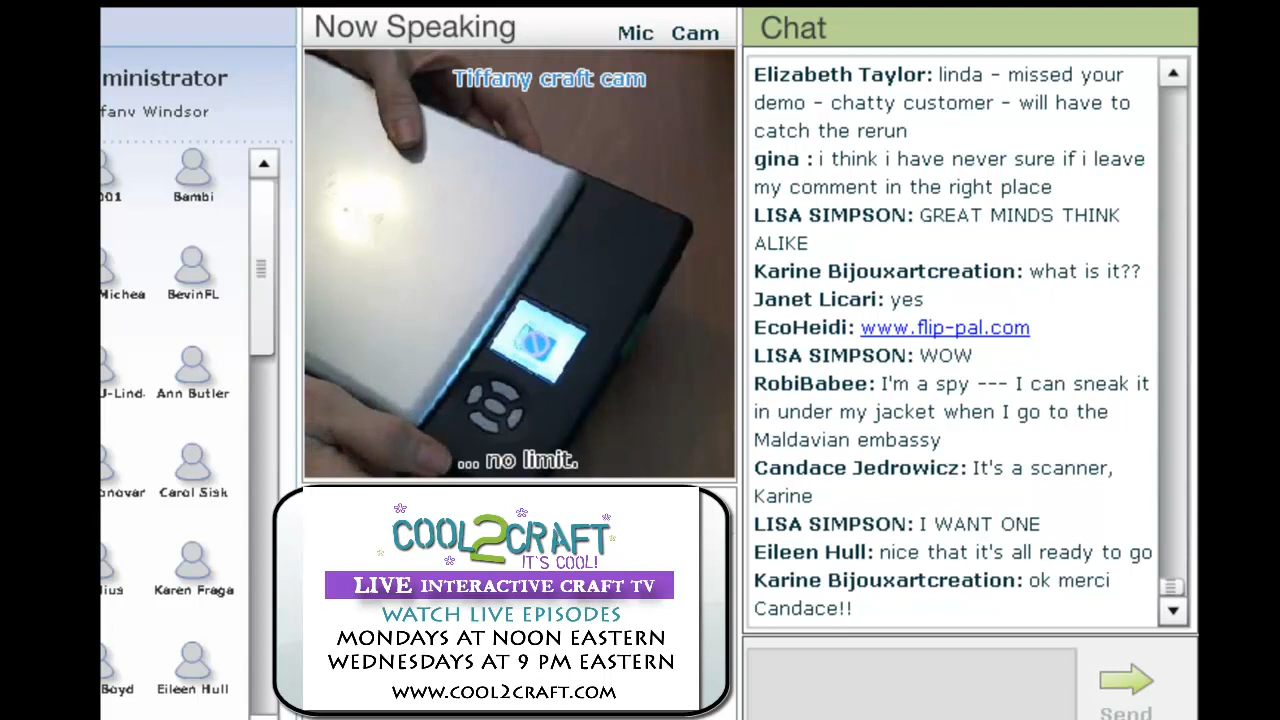 ministrator
fany Windsor
001
Bambi
Michea
BevinFL
J-Lind-
Ann Butler
onovar
Carol Sisk
lius
Karen Fraga
Boyd
Eileen Hull
Now Speaking
Mic Cam
Tiffany craft cam
... no limit.
COOL2CRAFT
IT'S COOL!
LIVE INTERACTIVE CRAFT TV
WATCH LIVE EPISODES
MONDAYS AT NOON EASTERN
WEDNESDAYS AT 9 PM EASTERN
WWW.COOL2CRAFT.COM
Chat
Elizabeth Taylor: linda - missed your
demo - chatty customer - will have to
catch the rerun
gina : i think i have never sure if i leave
my comment in the right place
LISA SIMPSON: GREAT MINDS THINK
ALIKE
Karine Bijouxartcreation: what is it??
Janet Licari: yes
EcoHeidi: www.flip-pal.com
LISA SIMPSON: WOW
RobiBabee: I'm a spy --- I can sneak it
in under my jacket when I go to the
Maldavian embassy
Candace Jedrowicz: It's a scanner,
Karine
LISA SIMPSON: I WANT ONE
Eileen Hull: nice that it's all ready to go
Karine Bijouxartcreation: ok merci
Candace!!
Send